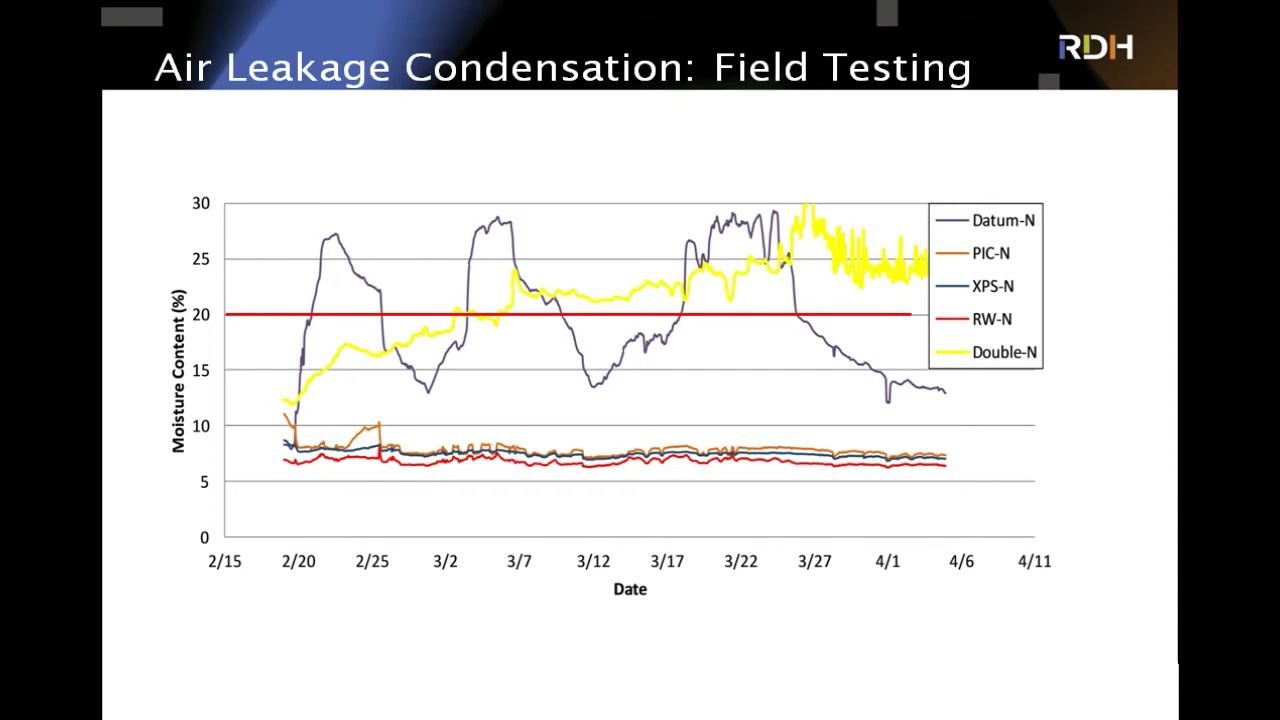 Air Leakage Condensation: Field Testing
RDH
30
25
20
15
10
5
0
Moisture Content (%)
2/15 2/20 2/25 3/2 3/7 3/12 3/17 3/22 3/27 4/1 4/6 4/11
Date
Datum-N
PIC-N
XPS-N
RW-N
Double-N